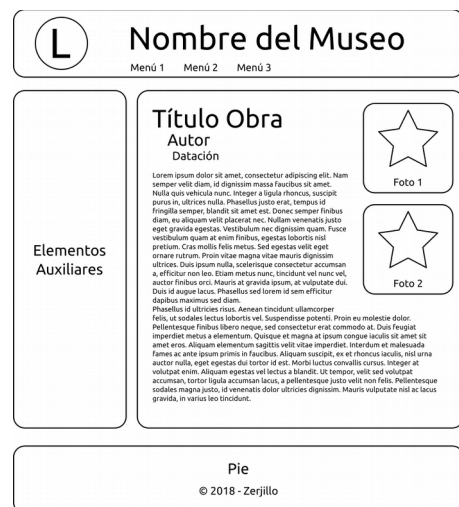 L
Nombre del Museo
Menú 1 Menú 2 Menú 3
Elementos
Auxiliares
Título Obra
Autor
Datación
Lorem ipsum dolor sit amet, consectetur adipiscing elit. Nam
semper velit diam, id dignissim massa faucibus sit amet.
Nulla quis vehicula nunc. Integer a ligula rhoncus, suscipit
purus in, ultrices nulla. Phasellus justo erat, tempus id
fringilla semper, blandit sit amet est. Donec semper finibus
diam, eu aliquam velit placerat nec. Nullam venenatis justo
eget gravida egestas. Vestibulum nec dignissim quam. Fusce
vestibulum quam at enim finibus, egestas lobortis nisl
pretium. Cras mollis felis metus. Sed egestas velit eget
ornare rutrum. Proin vitae magna vitae mauris dignissim
ultrices. Duis ipsum nulla, scelerisque consectetur accumsan
a, efficitur non leo. Etiam metus nunc, tincidunt vel nunc vel,
auctor finibus orci. Mauris at gravida ipsum, at vulputate dui.
Duis id augue lacus. Phasellus sed lorem id sem efficitur
dapibus maximus sed diam.
Phasellus id ultricies risus. Aenean tincidunt ullamcorper
felis, ut sodales lectus lobortis vel. Suspendisse potenti. Proin eu molestie dolor.
Pellentesque finibus libero neque, sed consectetur erat commodo at. Duis feugiat
imperdiet metus a elementum. Quisque et magna at ipsum congue iaculis sit amet sit
amet eros. Aliquam elementum sagittis velit vitae imperdiet. Interdum et malesuada
fames ac ante ipsum primis in faucibus. Aliquam suscipit, ex et rhoncus iaculis, nisl urna
auctor nulla, eget egestas dui tortor id est. Morbi luctus convallis cursus. Integer at
volutpat enim. Aliquam egestas vel lectus a blandit. Ut tempor, velit sed volutpat
accumsan, tortor ligula accumsan lacus, a pellentesque justo velit non felis. Pellentesque
sodales magna justo, id venenatis dolor ultricies dignissim. Mauris vulputate nisl ac lacus
gravida, in varius leo tincidunt.
Foto 1
Foto 2
Pie
© 2018 - Zerjillo